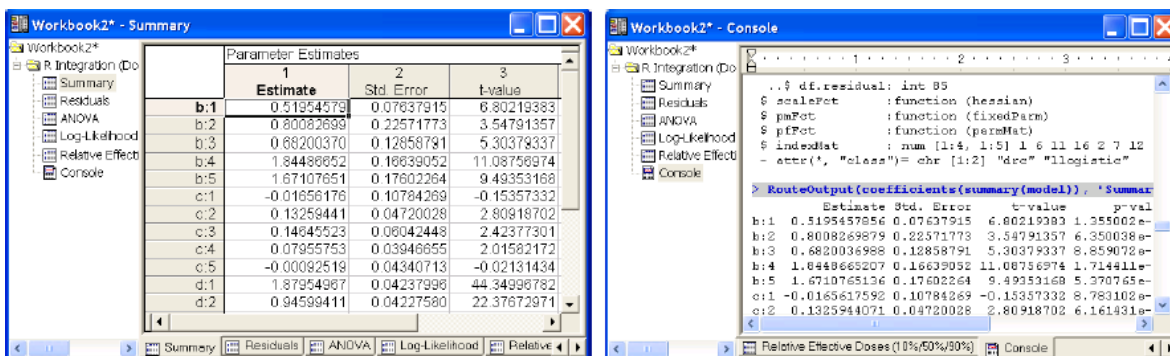 Workbook2* - Summary
Workbook2*
R Integration (Do
Summary
Residuals
ANOVA
Log-Likelihood
Relative Effecti
Console
Parameter Estimates
1 2 3
Estimate Std. Error t-value
b:1 0.51954579 0.07637915 6.80219383
b:2 0.80082699 0.22571773 3.54791357
b:3 0.68200370 0.12858791 5.30379337
b:4 1.84486652 0.16639052 11.08756974
b:5 1.67107651 0.17602264 9.49353168
c:1 -0.01656176 0.10784269 -0.15357332
c:2 0.13259441 0.04720028 2.80918702
c:3 0.14645523 0.06042448 2.42377301
c:4 0.07955753 0.03946655 2.01582172
c:5 -0.00092519 0.04340713 -0.02131434
d:1 1.87954967 0.04237996 44.34996782
d:2 0.94599411 0.04227580 22.37672971
Summary Residuals ANOVA Log-Likelihood Relative
Workbook2* - Console
Workbook2*
R Integration (Do
Summary
Residuals
ANOVA
Log-Likelihood
Relative Effecti
Console
1 2 3
..$ df.residual: int 85
$ scaleFct :function (hessian)
$ pmFct :function (fixedParm)
$ pfFct :function (parmMat)
$ indexMat : num [1:4, 1:5] 1 6 11 16 2 7 12
- attr(*, "class")= chr [1:2] "drc" "llogistic"
> RouteOutput(coefficients(summary(model)), 'Summar
Estimate Std. Error t-value p-val
b:1 0.5195457856 0.07637915 6.80219383 1.355002e-
b:2 0.8008269879 0.22571773 3.54791357 6.350038e-
b:3 0.6820036988 0.12858791 5.30379337 8.859072e-
b:4 1.8448665207 0.16639052 11.08756974 1.714411e-
b:5 1.6710765136 0.17602264 9.49353168 5.370765e-
c:1 -0.0165617592 0.10784269 -0.15357332 8.783102e-
c:2 0.1325944071 0.04720028 2.80918702 6.161431e-
Relative Effective Doses (10%/50%/90%) Console